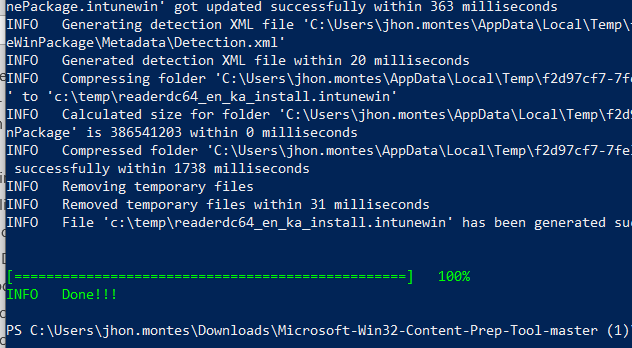 nePackage.intunewin' got updated successfully within 363 milliseconds
INFO   Generating detection XML file 'C:\Users\jhon.montes\AppData\Local\Temp\
eWinPackage\Metadata\Detection.xml'
INFO   Generated detection XML file within 20 milliseconds
INFO   Compressing folder 'C:\Users\jhon.montes\AppData\Local\Temp\f2d97cf7-7f
' to 'c:\temp\readerdc64_en_ka_install.intunewin'
INFO   Calculated size for folder 'C:\Users\jhon.montes\AppData\Local\Temp\f2d
nPackage' is 386541203 within 0 milliseconds
INFO   Compressed folder 'C:\Users\jhon.montes\AppData\Local\Temp\f2d97cf7-7fe
 successfully within 1738 milliseconds
INFO   Removing temporary files
INFO   Removed temporary files within 31 milliseconds
INFO   File 'c:\temp\readerdc64_en_ka_install.intunewin' has been generated suc
[=================================================]   100%
INFO   Done!!!
PS C:\Users\jhon.montes\Downloads\Microsoft-Win32-Content-Prep-Tool-master (1)